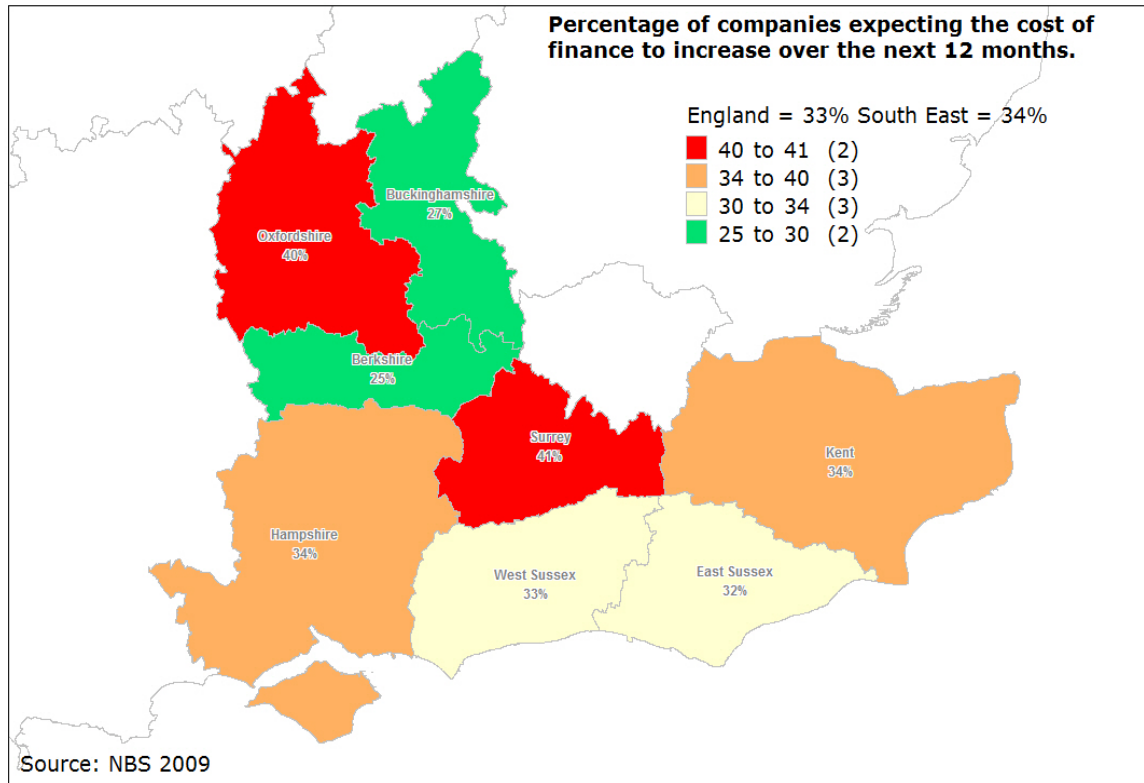 Percentage of companies expecting the cost of
finance to increase over the next 12 months.
England = 33% South East = 34%
40 to 41 (2)
34 to 40 (3)
30 to 34 (3)
25 to 30 (2)
Buckinghamshire
27%
Oxfordshire
40%
Berkshire
25%
Surrey
41%
Kent
34%
Hampshire
34%
West Sussex
33%
East Sussex
32%
Source: NBS 2009